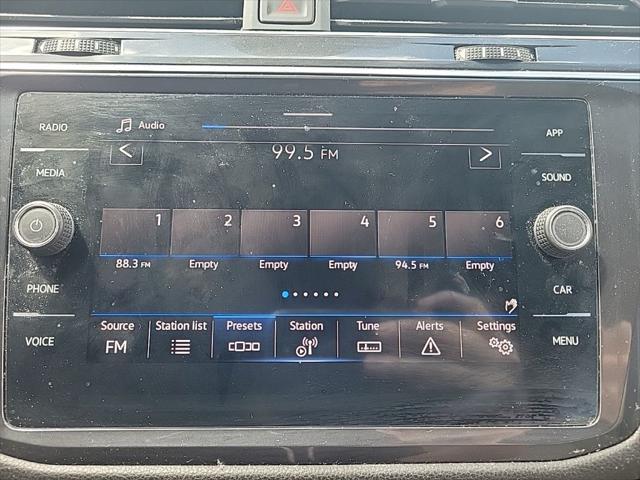 RADIO
Audio
APP
99.5 FM
MEDIA
SOUND
1 2 3 4 5 6
88.3 FM Empty Empty Empty 94.5 FM Empty
PHONE
CAR
Source Station list Presets Station Tune Alerts Settings
FM
VOICE
MENU